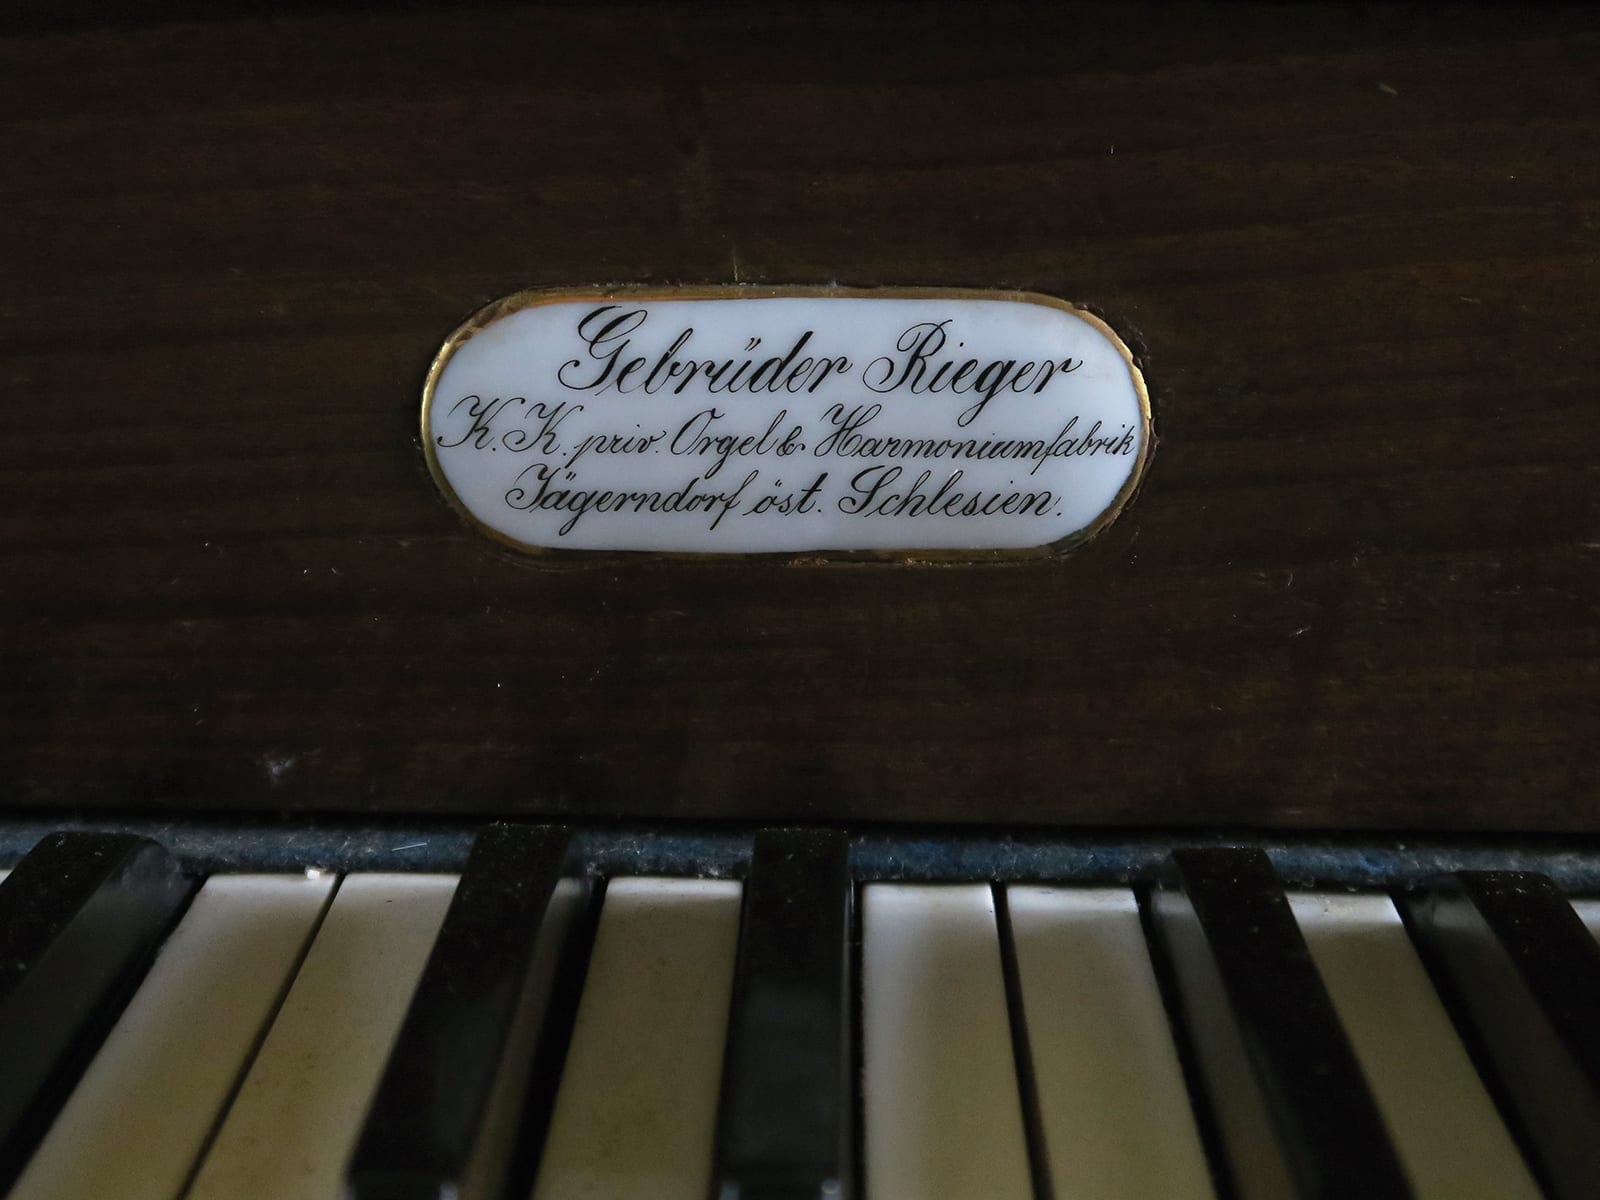 Gebrüder Rieger
K. K. priv. Orgel & Harmoniumfabrik
Jägerndorf öst. Schlesien.